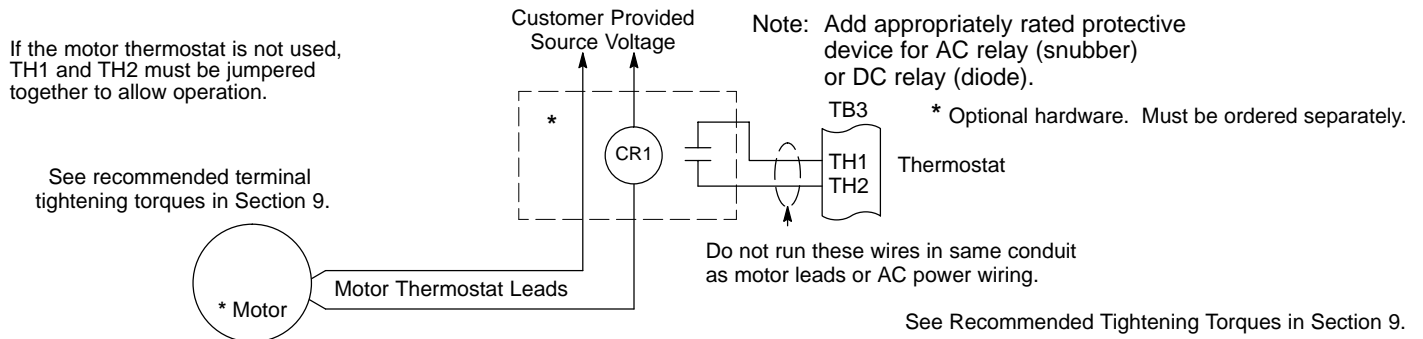 If the motor thermostat is not used,
TH1 and TH2 must be jumpered
together to allow operation.
Customer Provided
Source Voltage
Note: Add appropriately rated protective
device for AC relay (snubber)
or DC relay (diode).
* Optional hardware. Must be ordered separately.
*
CR1
TB3
TH1
TH2
Thermostat
See recommended terminal
tightening torques in Section 9.
Do not run these wires in same conduit
as motor leads or AC power wiring.
* Motor
Motor Thermostat Leads
See Recommended Tightening Torques in Section 9.